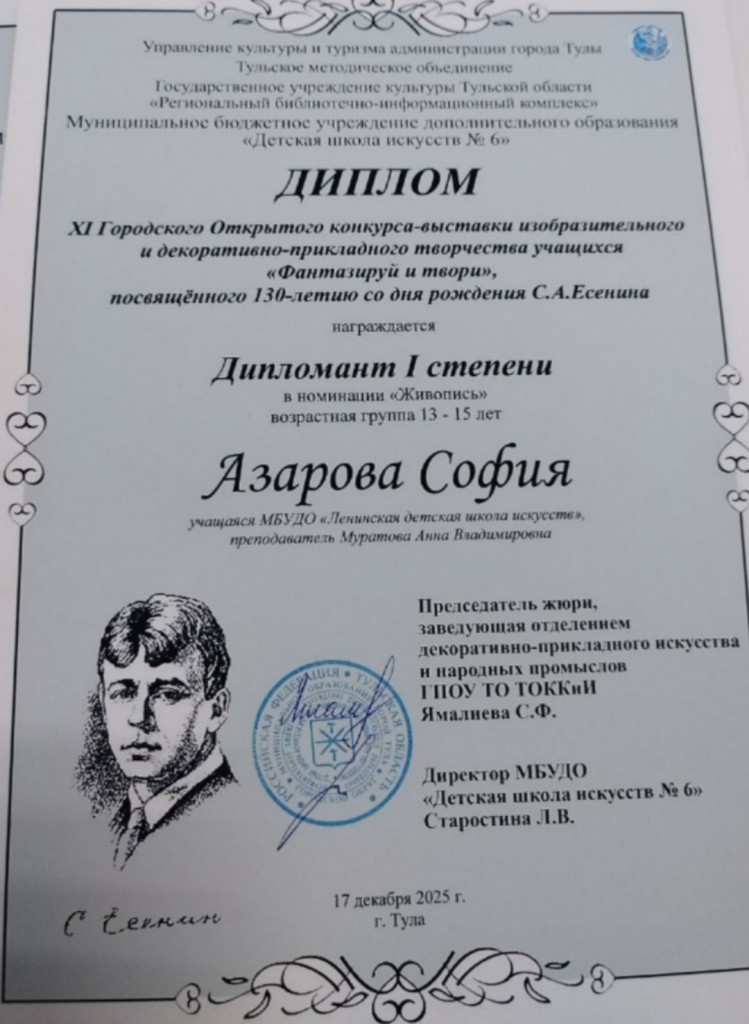 Управление культуры и туризма администрации города Тулы
Тульское методическое объединение
Государственное учреждение культуры Тульской области
«Региональный библиотечно-информационный комплекс»
Муниципальное бюджетное учреждение дополнительного образования
«Детская школа искусств № 6»
ДИПЛОМ
XI Городского Открытого конкурса-выставки изобразительного
и декоративно-прикладного творчества учащихся
«Фантазируй и твори»,
посвящённого 130-летию со дня рождения С.А.Есенина
награждается
Дипломант I степени
в номинации «Живопись»
возрастная группа 13 - 15 лет
Азарова София
учащаяся МБУДО «Ленинская детская школа искусств»,
преподаватель Муратова Анна Владимировна
Председатель жюри,
заведующая отделением
декоративно-прикладного искусства
и народных промыслов
ГПОУ ТО ТОККиИ
Ямалиева С.Ф.
РОССИЙСКАЯ ФЕДЕРАЦИЯ • ТУЛЬСКАЯ ОБЛАСТЬ
Директор МБУДО
«Детская школа искусств № 6»
Старостина Л.В.
17 декабря 2025 г.
г. Тула
С Есенин